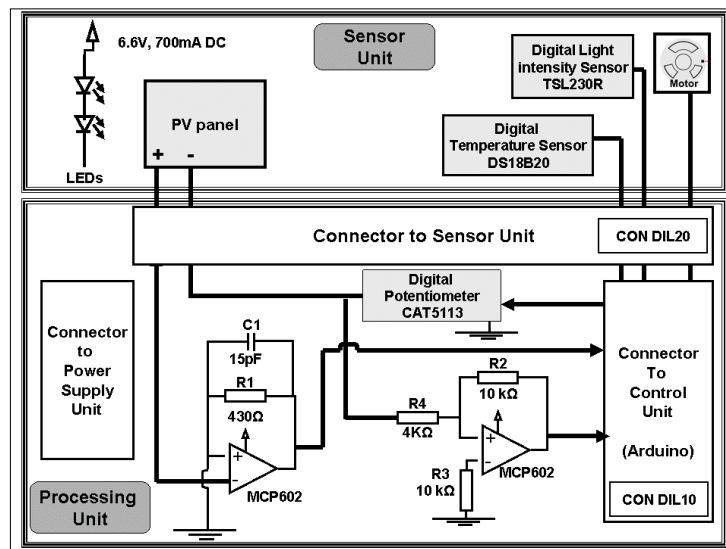 6.6V, 700mA DC
Sensor
Unit
Digital Light
intensity Sensor
TSL230R
Motor
PV panel
+ -
Digital
Temperature Sensor
DS18B20
LEDs
Connector to Sensor Unit
CON DIL20
Digital
Potentiometer
CAT5113
Connector
to
Power
Supply
Unit
C1
15pF
R1
430Ω
+
-
MCP602
R2
10 kΩ
R4
4KΩ
+
-
MCP602
R3
10 kΩ
Connector
To
Control
Unit
(Arduino)
CON DIL10
Processing
Unit